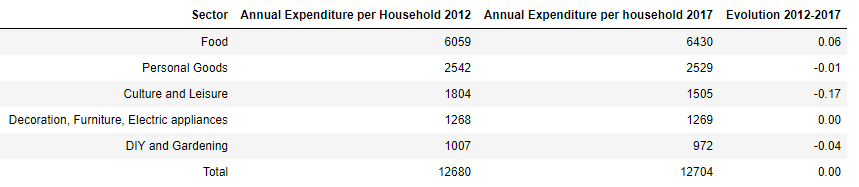 Sector Annual Expenditure per Household 2012 Annual Expenditure per household 2017 Evolution 2012-2017
Food 6059 6430 0.06
Personal Goods 2542 2529 -0.01
Culture and Leisure 1804 1505 -0.17
Decoration, Furniture, Electric appliances 1268 1269 0.00
DIY and Gardening 1007 972 -0.04
Total 12680 12704 0.00